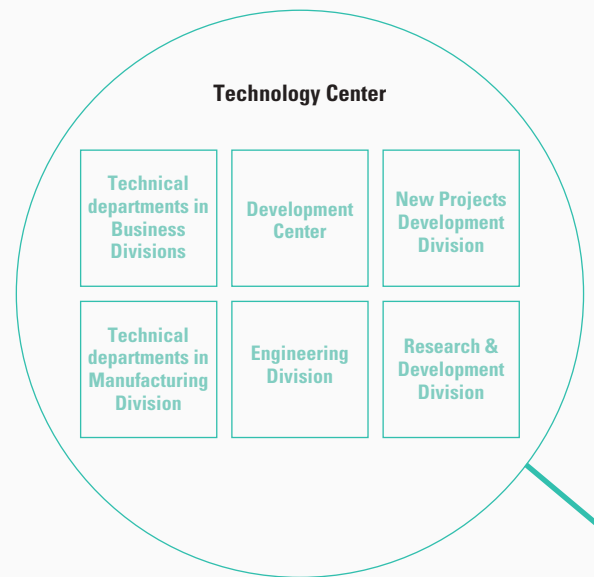 Technology Center
Technical
departments in
Business
Divisions
Development
Center
New Projects
Development
Division
Technical
departments in
Manufacturing
Division
Engineering
Division
Research &
Development
Division